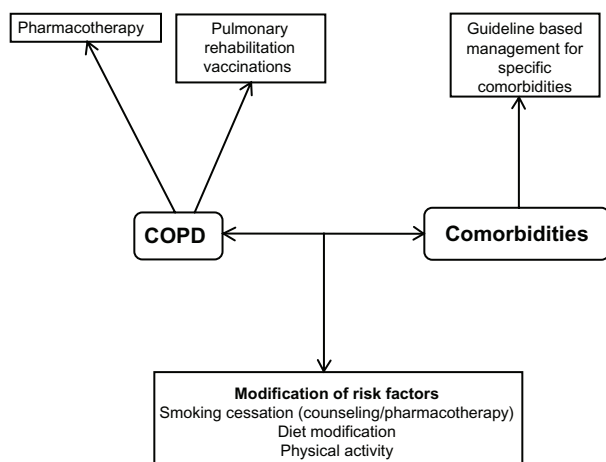 Pharmacotherapy
Pulmonary
rehabilitation
vaccinations
Guideline based
management for
specific
comorbidities
COPD
Comorbidities
Modification of risk factors
Smoking cessation (counseling/pharmacotherapy)
Diet modification
Physical activity